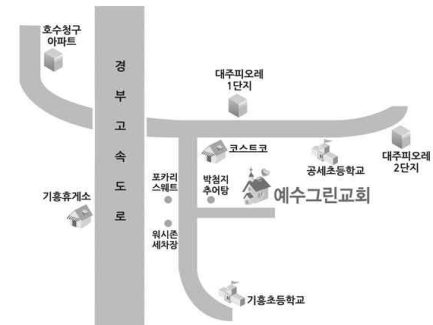 호수청구
아파트
경부고속도로
대주피오레
1단지
대주피오레
2단지
코스트코
공세초등학교
포카리
스웨트
박첨지
추어탕
예수그린교회
기흥휴게소
워시존
세차장
기흥초등학교